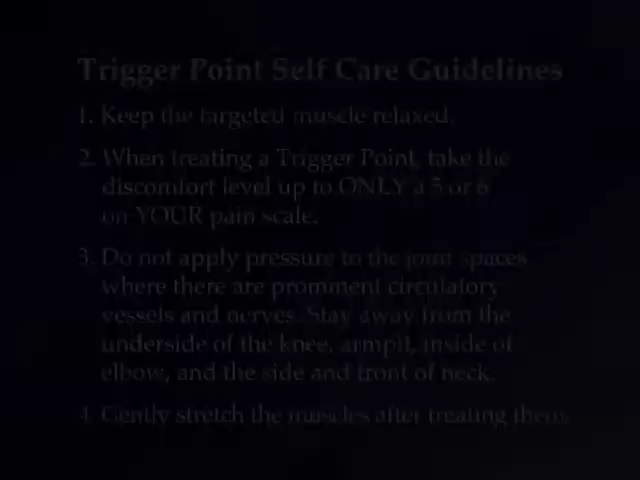 Trigger Point Self Care Guidelines
1. Keep the targeted muscle relaxed.
2. When treating a Trigger Point, take the
discomfort level up to ONLY a 5 or 6
on YOUR pain scale.
3. Do not apply pressure to the joint spaces
where there are prominent circulatory
vessels and nerves. Stay away from the
underside of the knee, armpit, inside of
elbow, and the side and front of neck.
4. Gently stretch the muscles after treating them.